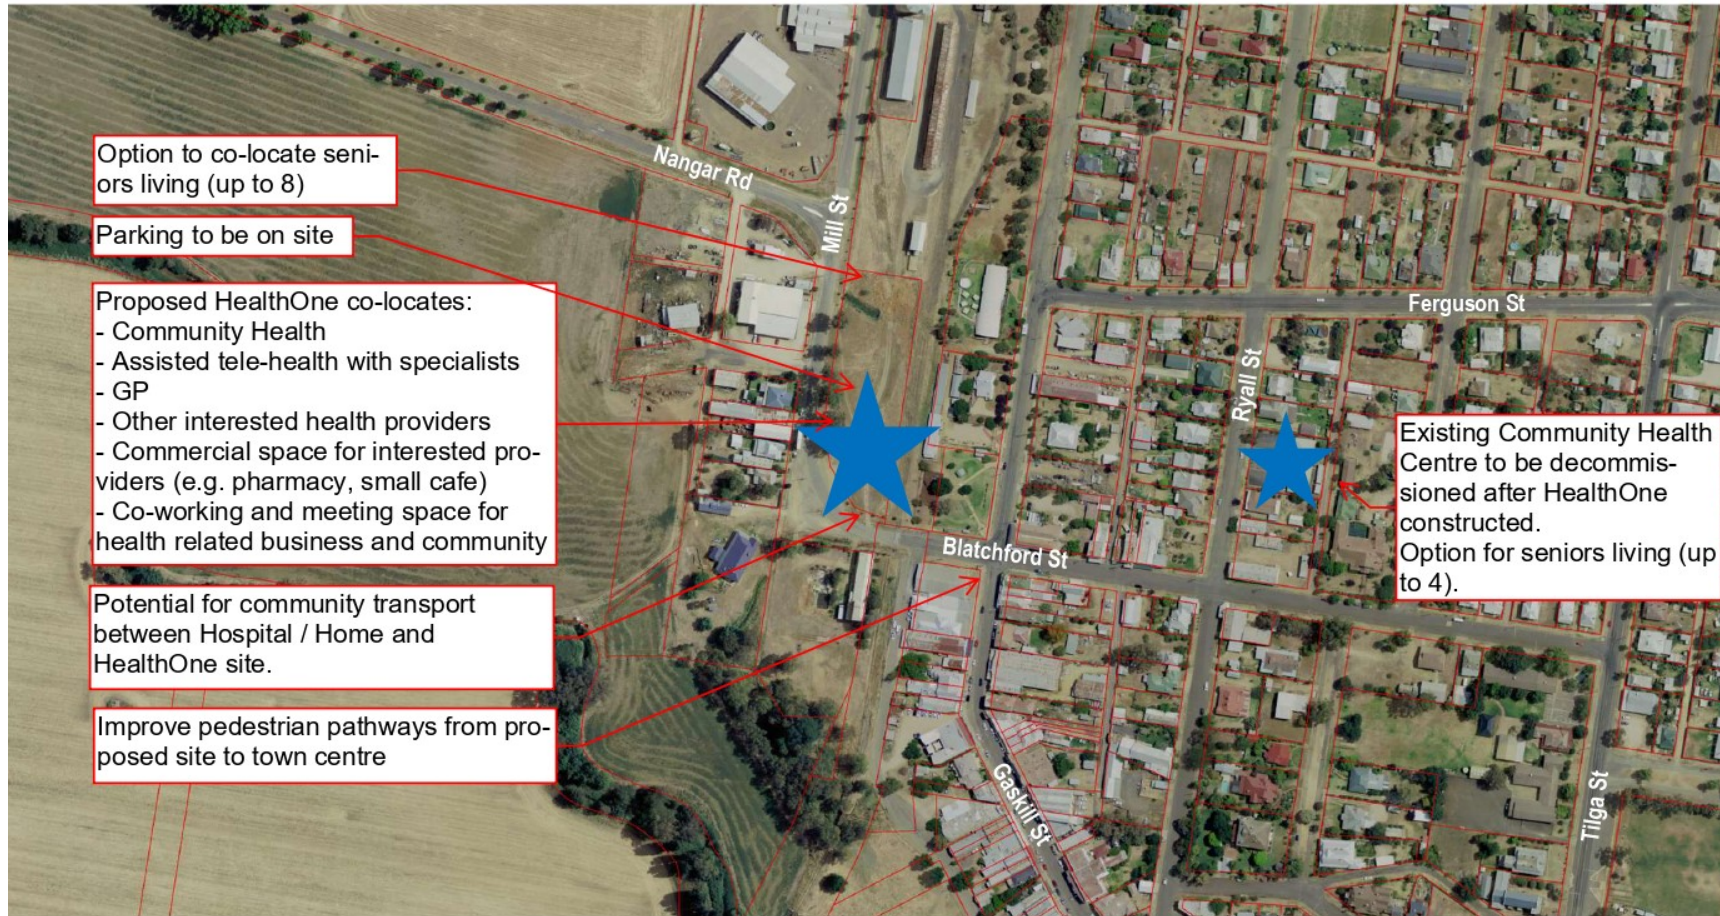 Option to co-locate seni-
ors living (up to 8)
Parking to be on site
Proposed HealthOne co-locates:
- Community Health
- Assisted tele-health with specialists
- GP
- Other interested health providers
- Commercial space for interested pro-
viders (e.g. pharmacy, small cafe)
- Co-working and meeting space for
health related business and community
Potential for community transport
between Hospital / Home and
HealthOne site.
Improve pedestrian pathways from pro-
posed site to town centre
Nangar Rd
Mill St
Ferguson St
Ryall St
Blatchford St
Gaskill St
Tilga St
Existing Community Health
Centre to be decommis-
sioned after HealthOne
constructed.
Option for seniors living (up
to 4).